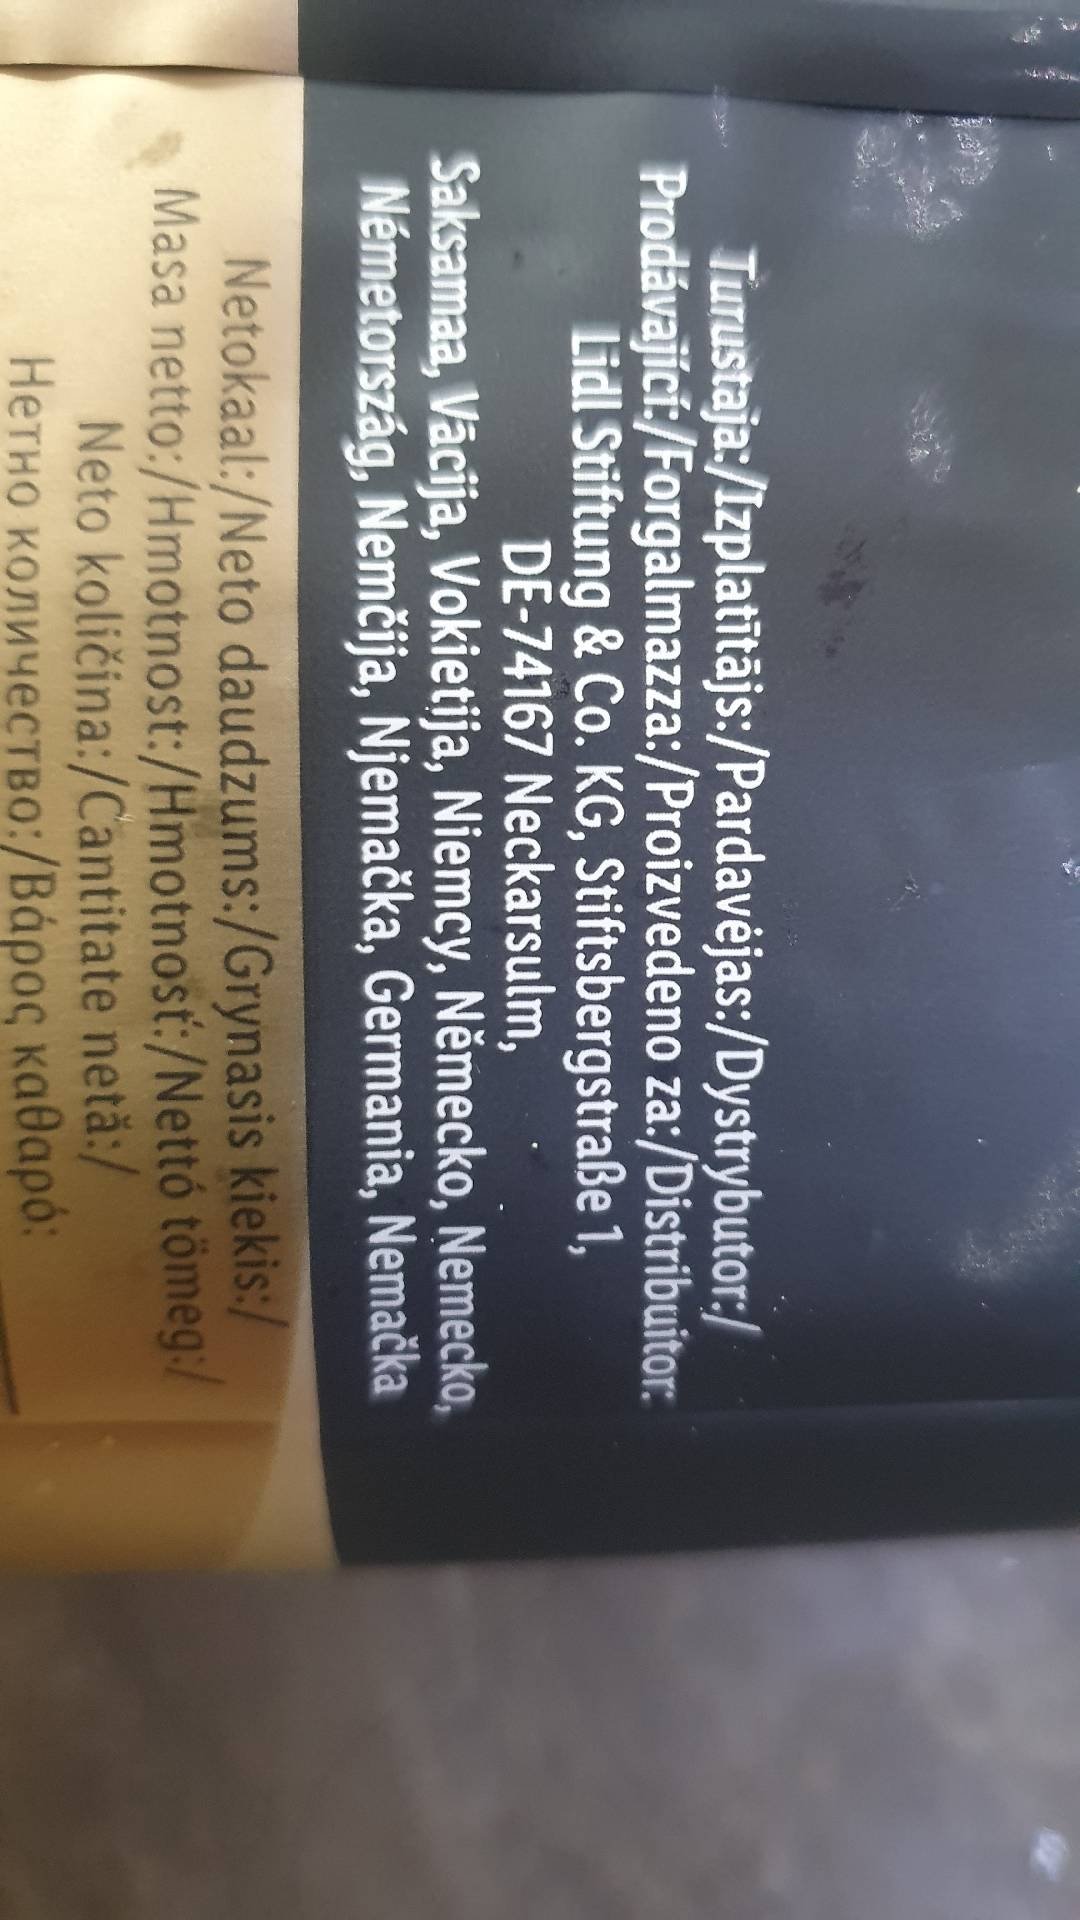 Turustaja:/Izplatītājs:/Pardavėjas:/Dystrybutor:/
Prodávající:/Forgalmazza:/Proizvedeno za:/Distribuitor:
Lidl Stiftung & Co. KG, Stiftsbergstraße 1,
DE-74167 Neckarsulm,
Saksamaa, Vācija, Vokietija, Niemcy, Německo, Nemecko,
Németország, Nemčija, Njemačka, Germania, Nemačka
Netokaal:/Neto daudzums:/Grynasis kiekis:/
Masa netto:/Hmotnost:/Hmotnosť:/Nettó tömeg:/
Neto količina:/Cantitate netă:/
Нетно количество:/Βάρος καθαρό: